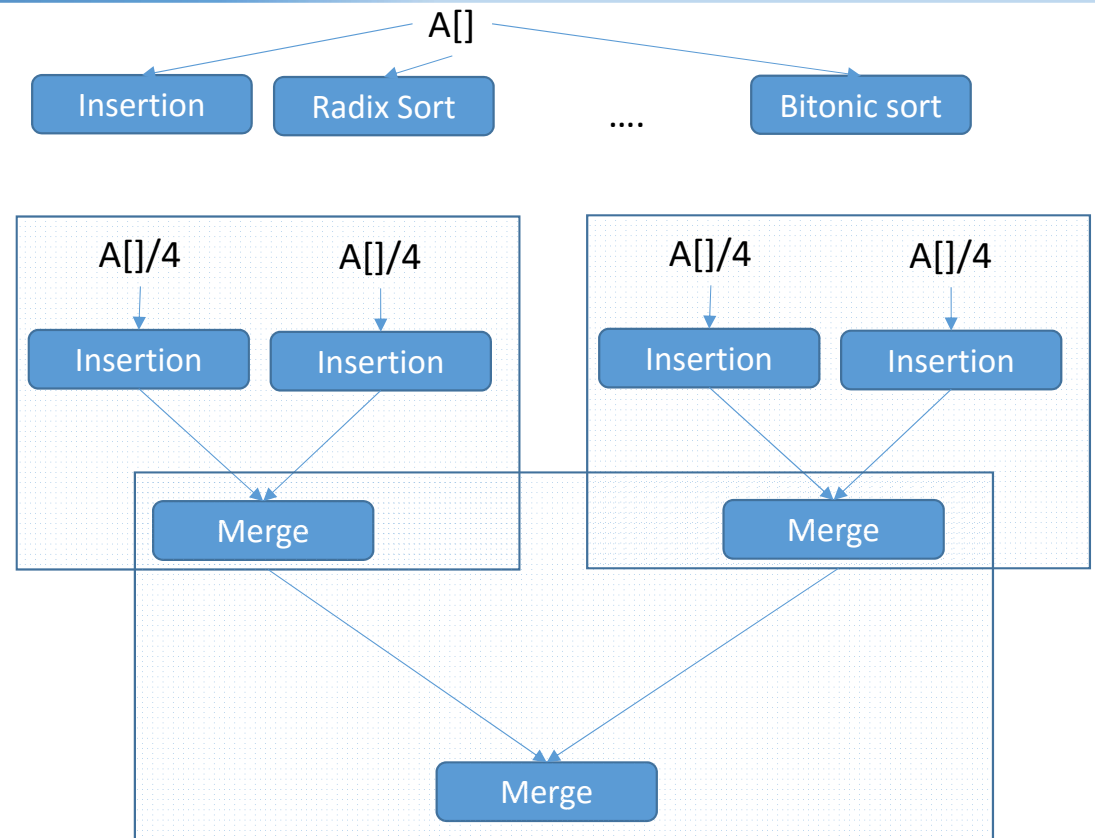 A[]
Insertion
Radix Sort
....
Bitonic sort
A[]/4
A[]/4
A[]/4
A[]/4
Insertion
Insertion
Insertion
Insertion
Merge
Merge
Merge